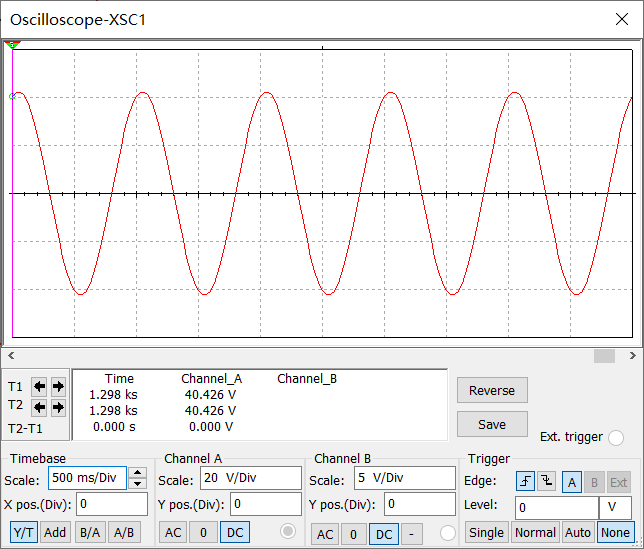 Oscilloscope-XSC1
Time Channel_A Channel_B
T1 1.298 ks 40.426 V
T2 1.298 ks 40.426 V
T2-T1 0.000 s 0.000 V
Reverse
Save
Ext. trigger
Timebase
Scale: 500 ms/Div
X pos.(Div): 0
Y/T Add B/A A/B
Channel A
Scale: 20 V/Div
Y pos.(Div): 0
AC 0 DC
Channel B
Scale: 5 V/Div
Y pos.(Div): 0
AC 0 DC -
Trigger
Edge: A B Ext
Level: 0 V
Single Normal Auto None